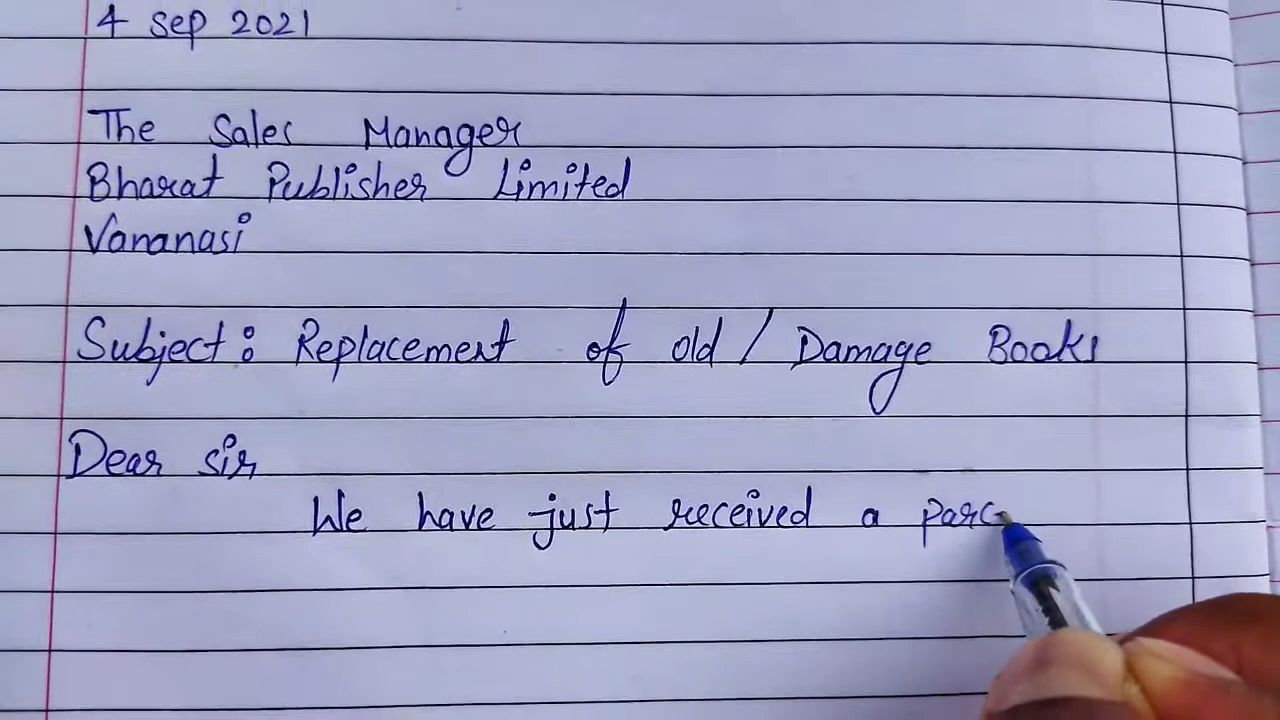 4 Sep 2021
The Sales Manager
Bharat Publisher Limited
Vananasi
Subject: Replacement of old / Damage Books
Dear sir
We have just received a parc